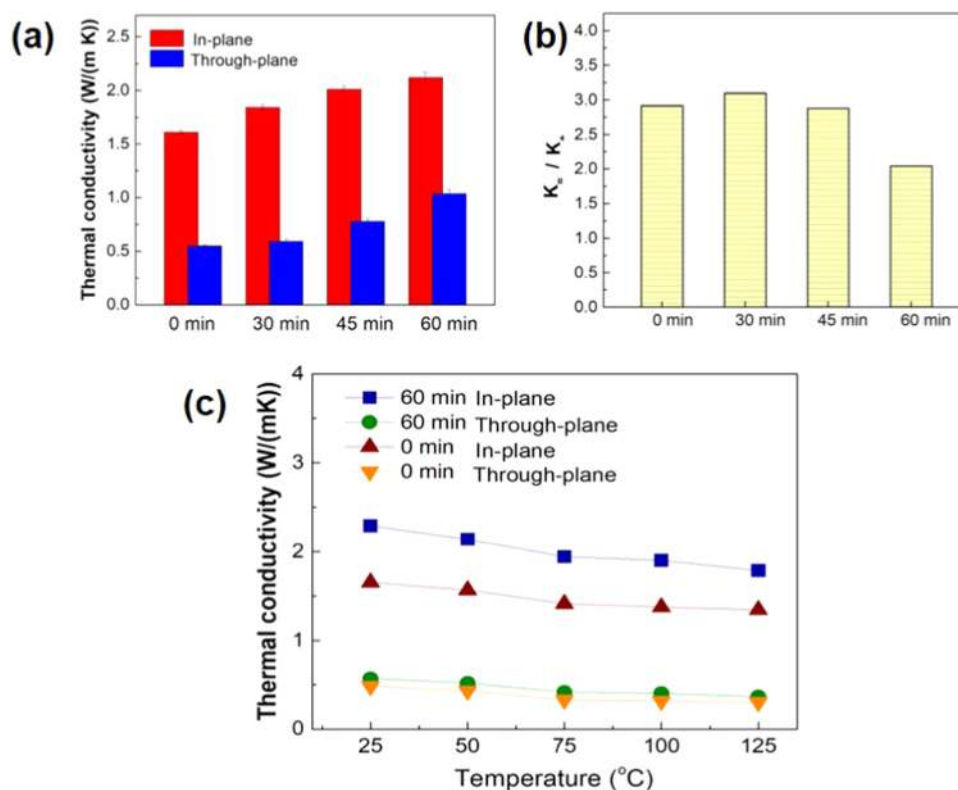 (a)
Thermal conductivity (W/(m K))
2.5
2.0
1.5
1.0
0.5
0.0
In-plane
Through-plane
0 min 30 min 45 min 60 min
(b)
K= / K
4.0
3.5
3.0
2.5
2.0
1.5
1.0
0.5
0.0
0 min 30 min 45 min 60 min
(c)
Thermal conductivity (W/(mK))
4
3
2
1
0
60 min In-plane
60 min Through-plane
0 min In-plane
0 min Through-plane
25 50 75 100 125
Temperature (°C)